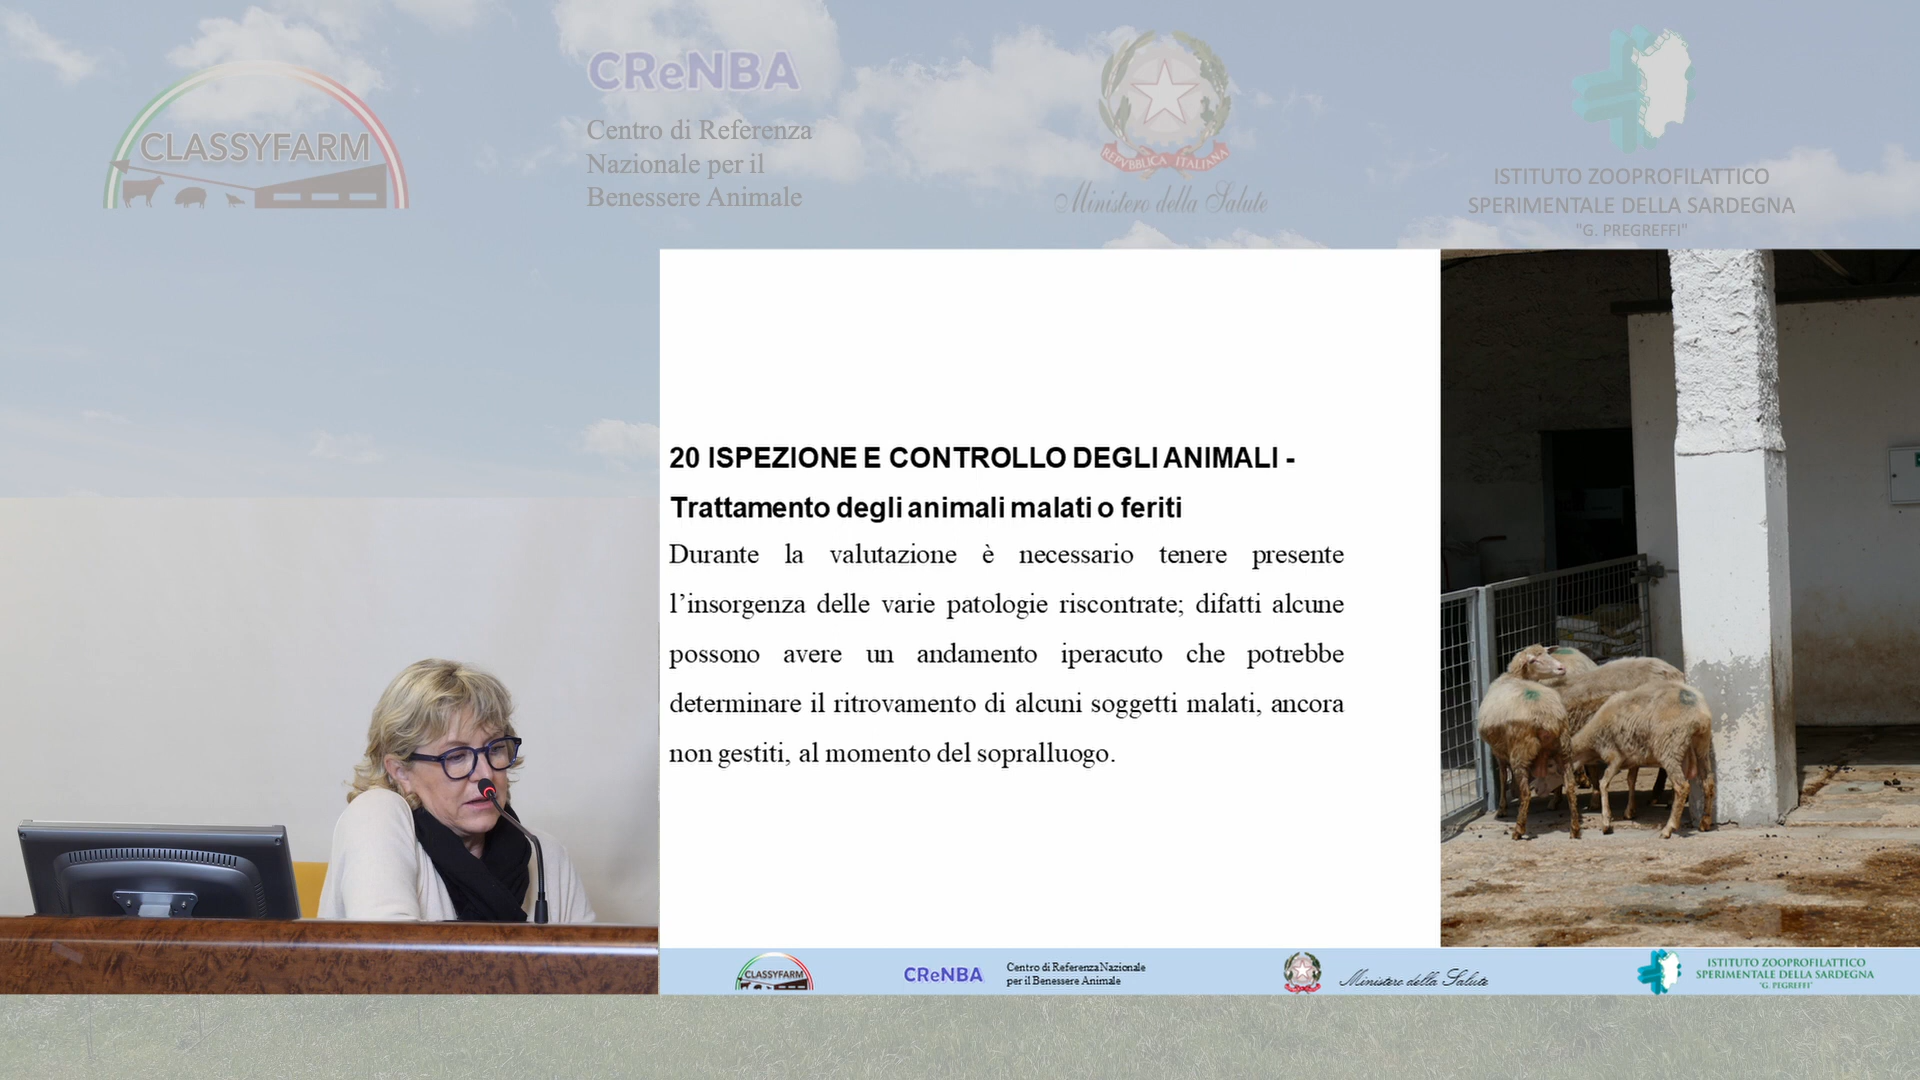 CLASSYFARM
CReNBA
Centro di Referenza
Nazionale per il
Benessere Animale
REPVBBLICA ITALIANA
Ministero della Salute
ISTITUTO ZOOPROFILATTICO
SPERIMENTALE DELLA SARDEGNA
"G. PREGREFFI"
20 ISPEZIONE E CONTROLLO DEGLI ANIMALI -
Trattamento degli animali malati o feriti
Durante la valutazione è necessario tenere presente
l’insorgenza delle varie patologie riscontrate; difatti alcune
possono avere un andamento iperacuto che potrebbe
determinare il ritrovamento di alcuni soggetti malati, ancora
non gestiti, al momento del sopralluogo.
CLASSYFARM
CReNBA
Centro di Referenza Nazionale
per il Benessere Animale
Ministero della Salute
ISTITUTO ZOOPROFILATTICO
SPERIMENTALE DELLA SARDEGNA
"G. PEGREFFI"